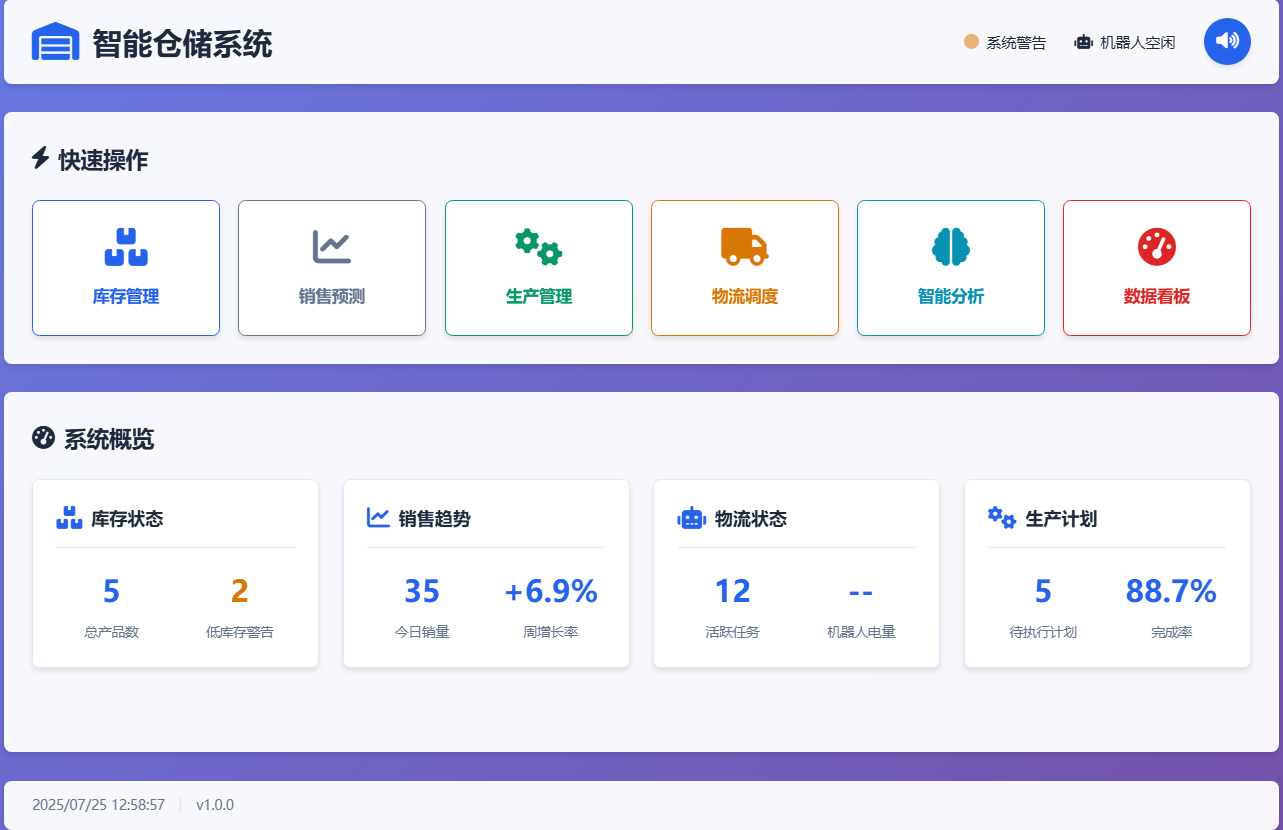 智能仓储系统
系统警告 机器人空闲
快速操作
库存管理 销售预测 生产管理 物流调度 智能分析 数据看板
系统概览
库存状态 销售趋势 物流状态 生产计划
5 2 35 +6.9% 12 -- 5 88.7%
总产品数 低库存警告 今日销量 周增长率 活跃任务 机器人电量 待执行计划 完成率
2025/07/25 12:58:57 | v1.0.0